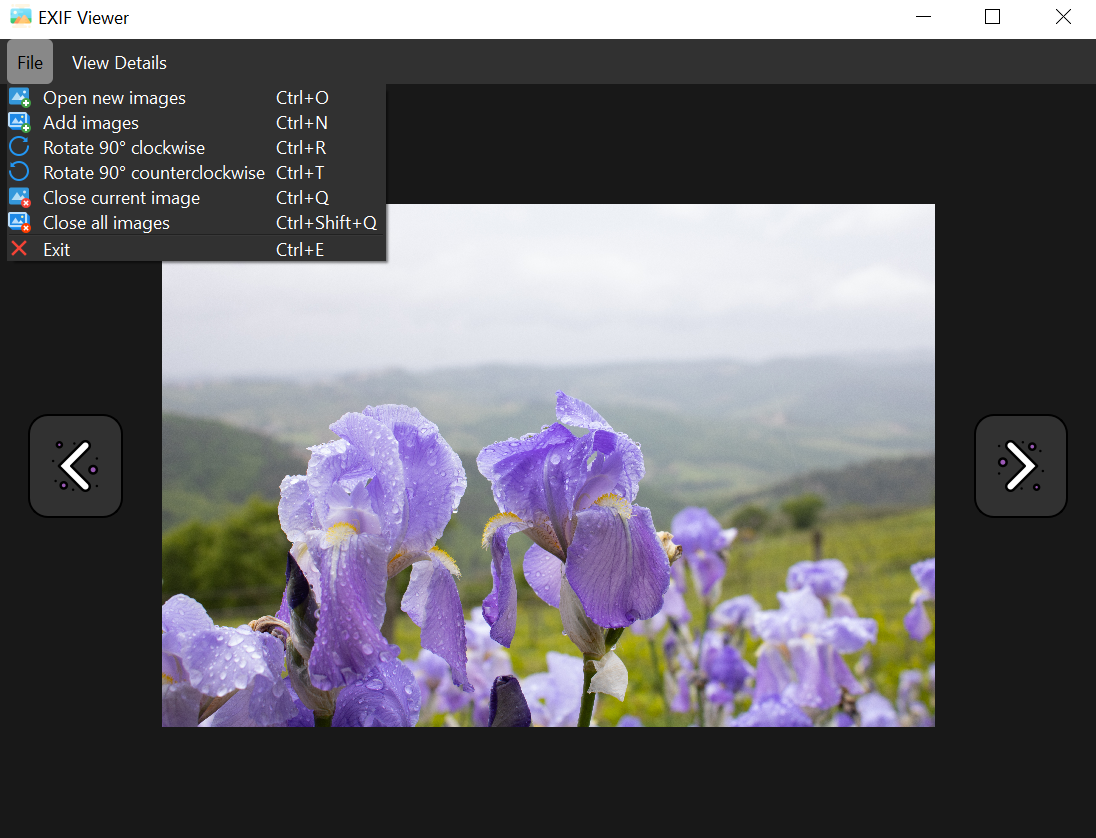 EXIF Viewer
File View Details
Open new images Ctrl+O
Add images Ctrl+N
Rotate 90° clockwise Ctrl+R
Rotate 90° counterclockwise Ctrl+T
Close current image Ctrl+Q
Close all images Ctrl+Shift+Q
Exit Ctrl+E